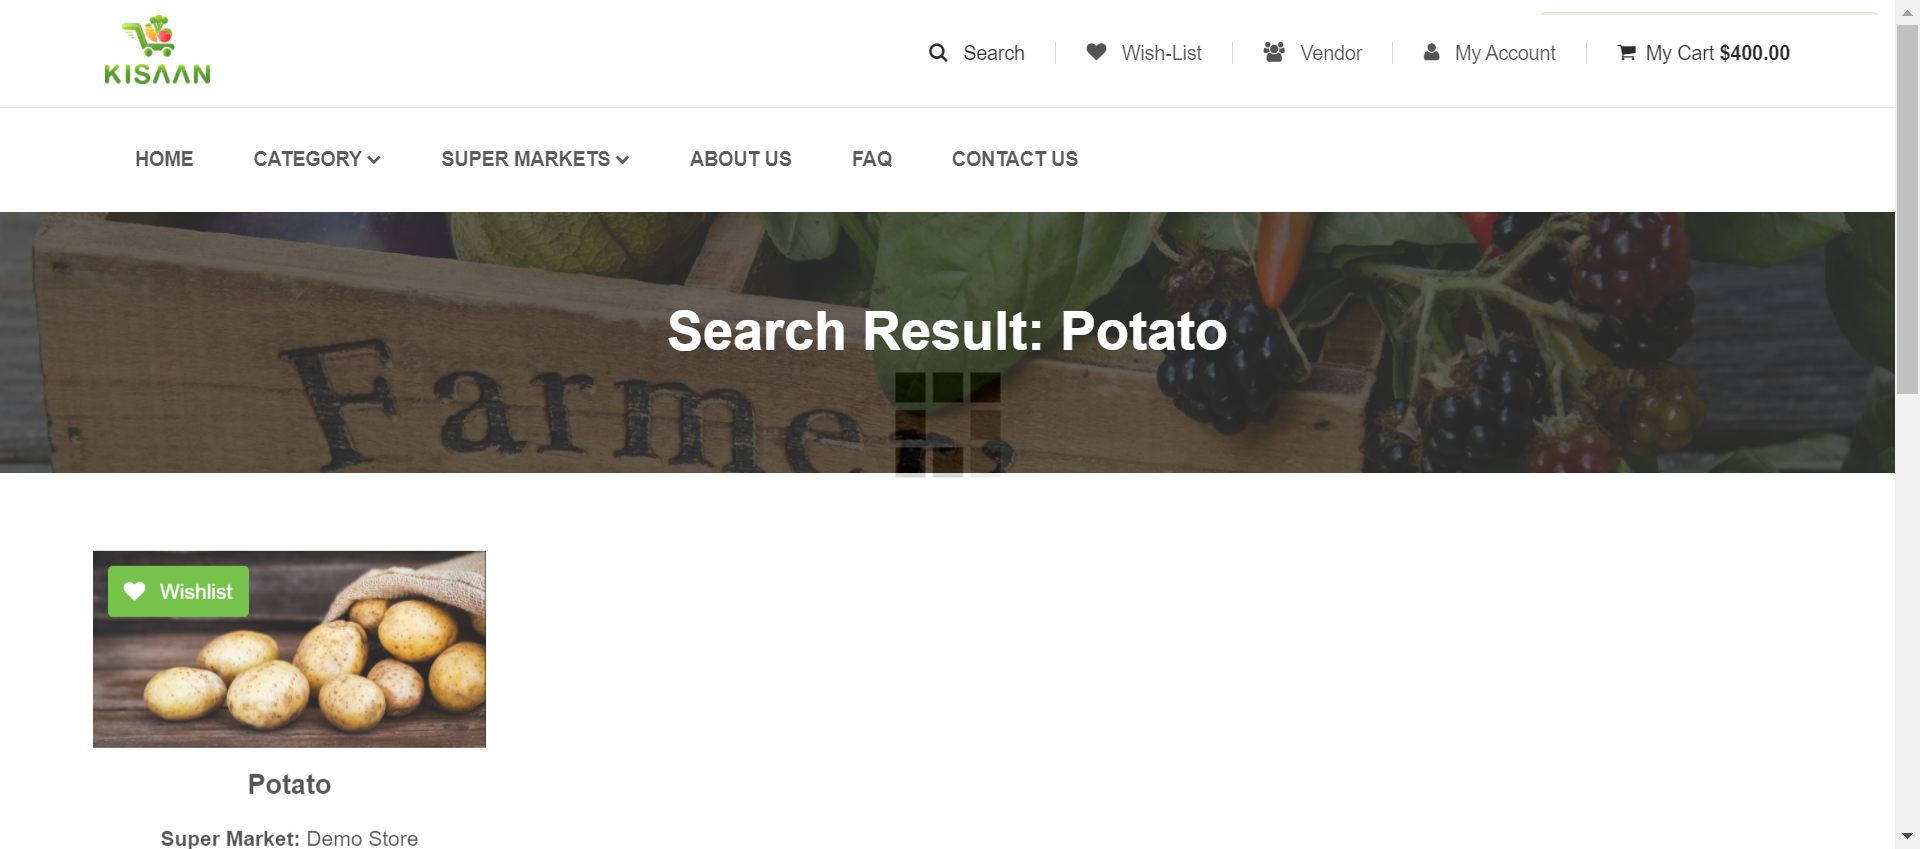 KISAAN
Search
Wish-List
Vendor
My Account
My Cart $400.00
HOME
CATEGORY
SUPER MARKETS
ABOUT US
FAQ
CONTACT US
Search Result: Potato
Farmer
Wishlist
Potato
Super Market: Demo Store